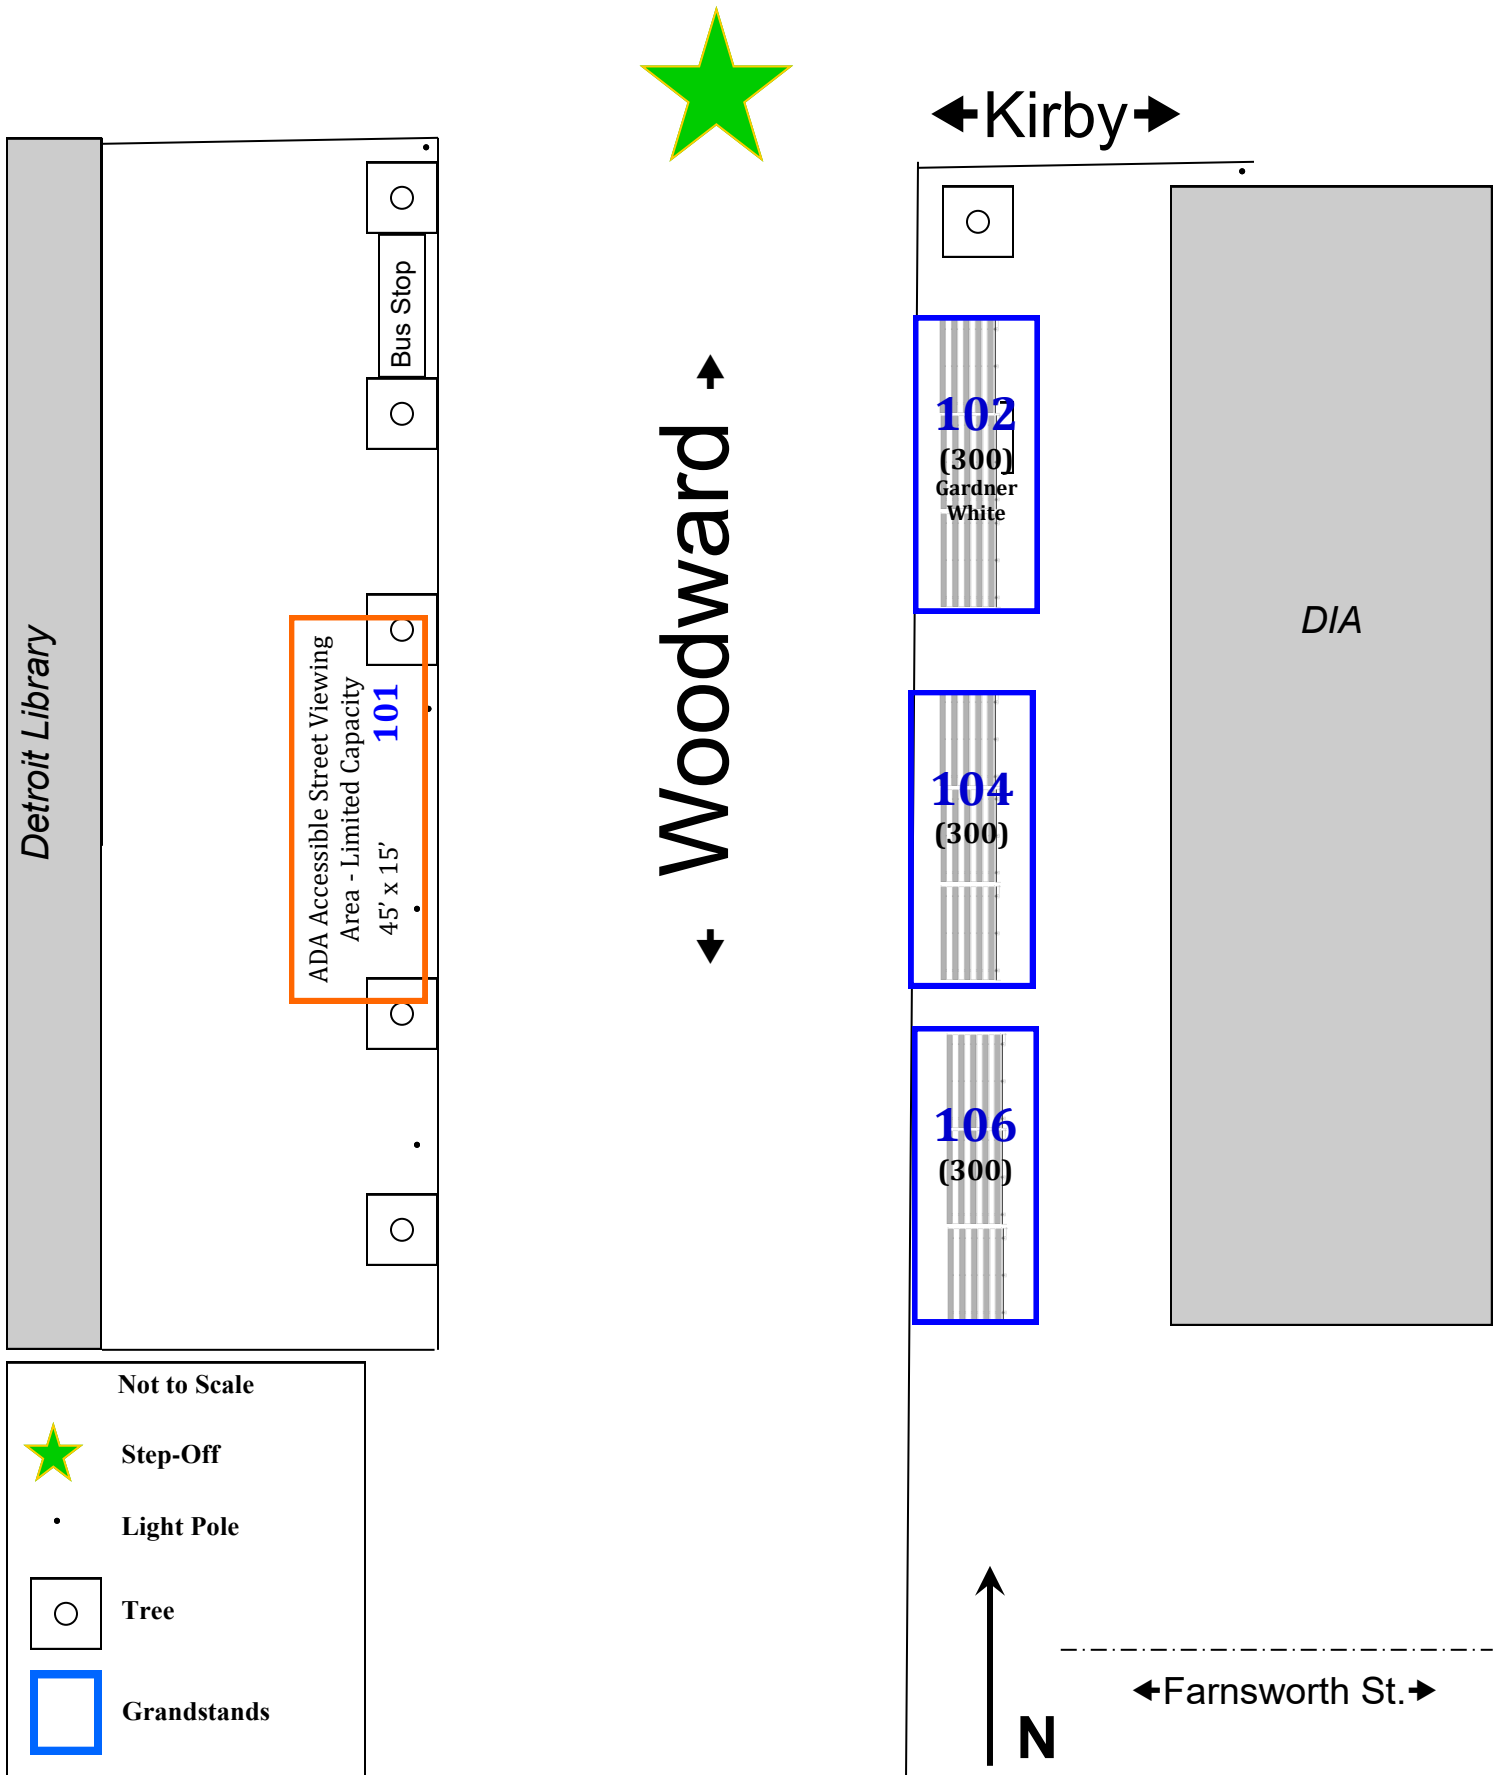 Kirby
Bus Stop
Woodward
Detroit Library
ADA Accessible Street Viewing
Area - Limited Capacity
101
45’ x 15’
102
(300)
Gardner
White
DIA
104
(300)
106
(300)
Not to Scale
Step-Off
Light Pole
Tree
Grandstands
Farnsworth St.
N